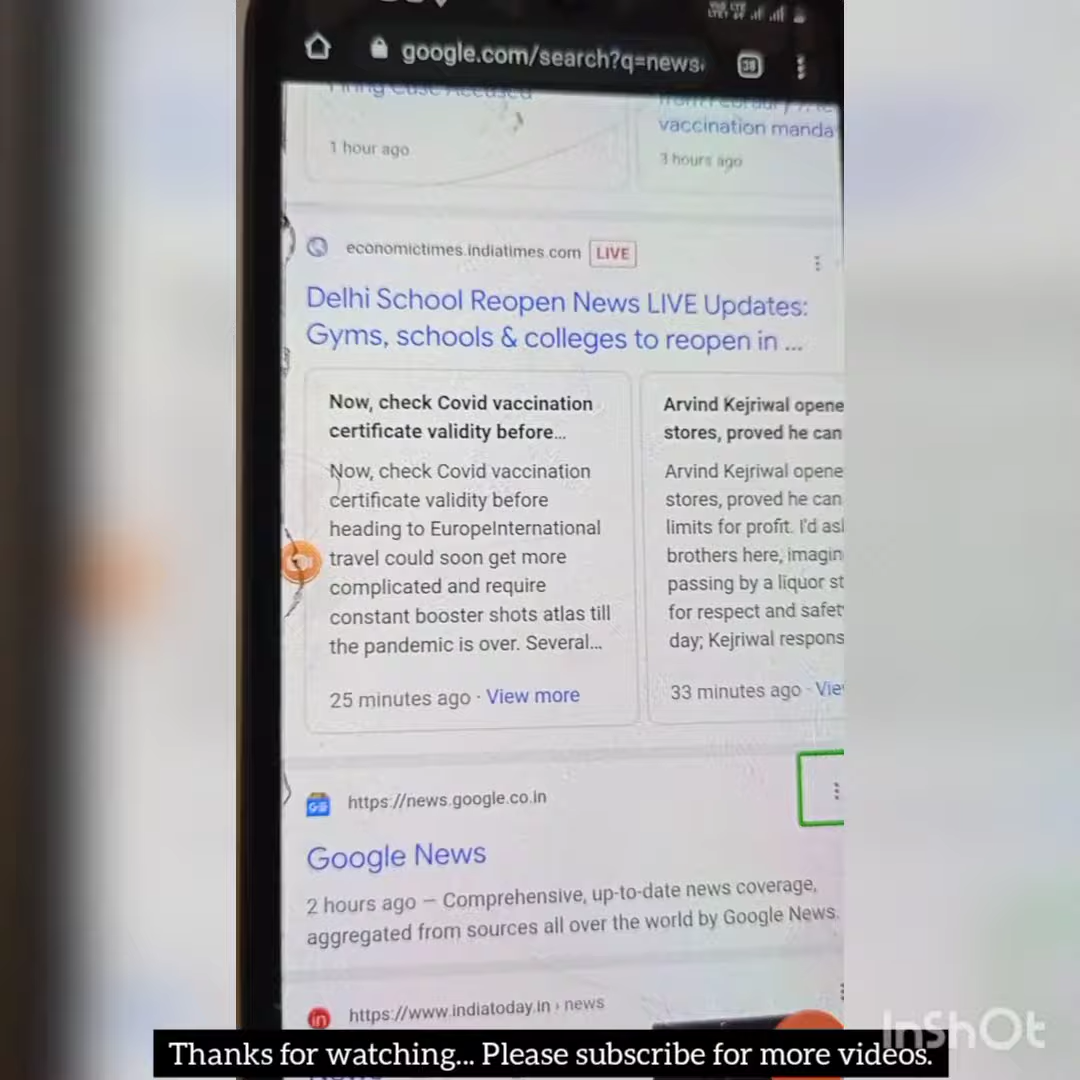 google.com/search?q=news
38
Firing Case Accused
from February 7, 
vaccination manda
1 hour ago
3 hours ago
economictimes.indiatimes.com LIVE
Delhi School Reopen News LIVE Updates:
Gyms, schools & colleges to reopen in ...
Now, check Covid vaccination
certificate validity before...
Now, check Covid vaccination
certificate validity before
heading to EuropeInternational
travel could soon get more
complicated and require
constant booster shots atlas till
the pandemic is over. Several...
25 minutes ago · View more
Arvind Kejriwal opene
stores, proved he can
Arvind Kejriwal opene
stores, proved he can
limits for profit. I'd as
brothers here, imagin
passing by a liquor st
for respect and safet
day; Kejriwal respons
33 minutes ago · Vie
https://news.google.co.in
Google News
2 hours ago — Comprehensive, up-to-date news coverage,
aggregated from sources all over the world by Google News.
https://www.indiatoday.in › news
Thanks for watching... Please subscribe for more videos.
InShOt